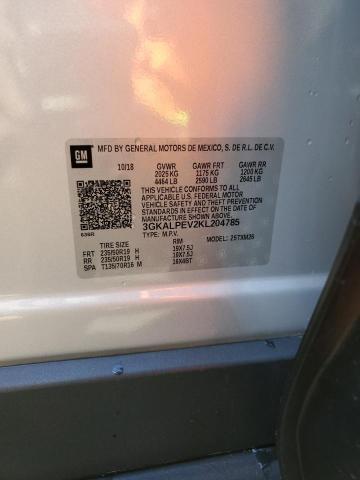 GM
MFD BY GENERAL MOTORS DE MEXICO, S. DE R.L. DE C.V.
10/18 GVWR GAWR FRT GAWR RR
2025 KG 1175 KG 1200 KG
4464 LB 2590 LB 2645 LB
THIS VEHICLE CONFORMS TO ALL
APPLICABLE U.S. FEDERAL MOTOR
VEHICLE SAFETY AND THEFT PREVENTION
STANDARDS IN EFFECT ON THE DATE OF
MANUFACTURE SHOWN ABOVE.
3GKALPEV2KL204785
TYPE: M.P.V. MODEL: 25TXM26
TIRE SIZE RIM
FRT 235/50R19 H 19X7.5J
RR 235/50R19 H 19X7.5J
SPA T135/70R16 M 16X4BT